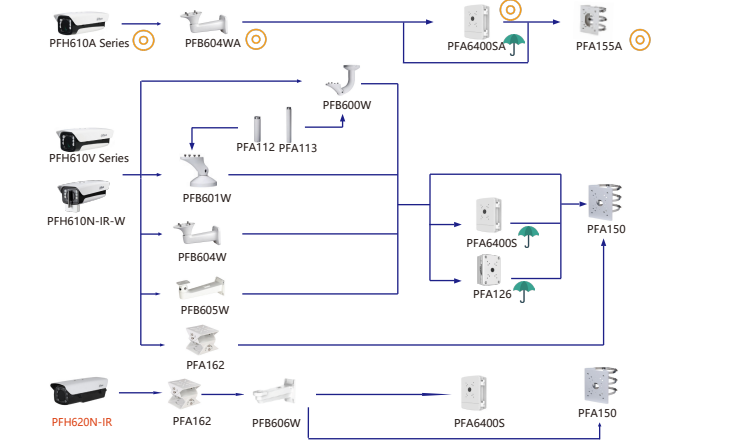 PFH610A Series
PFB604WA
PFA6400SA
PFA155A
PFB600W
PFA112
PFA113
PFH610V Series
PFB601W
PFH610N-IR-W
PFA150
PFA6400S
PFB604W
PFA126
PFB605W
PFA162
PFH620N-IR
PFA162
PFB606W
PFA6400S
PFA150